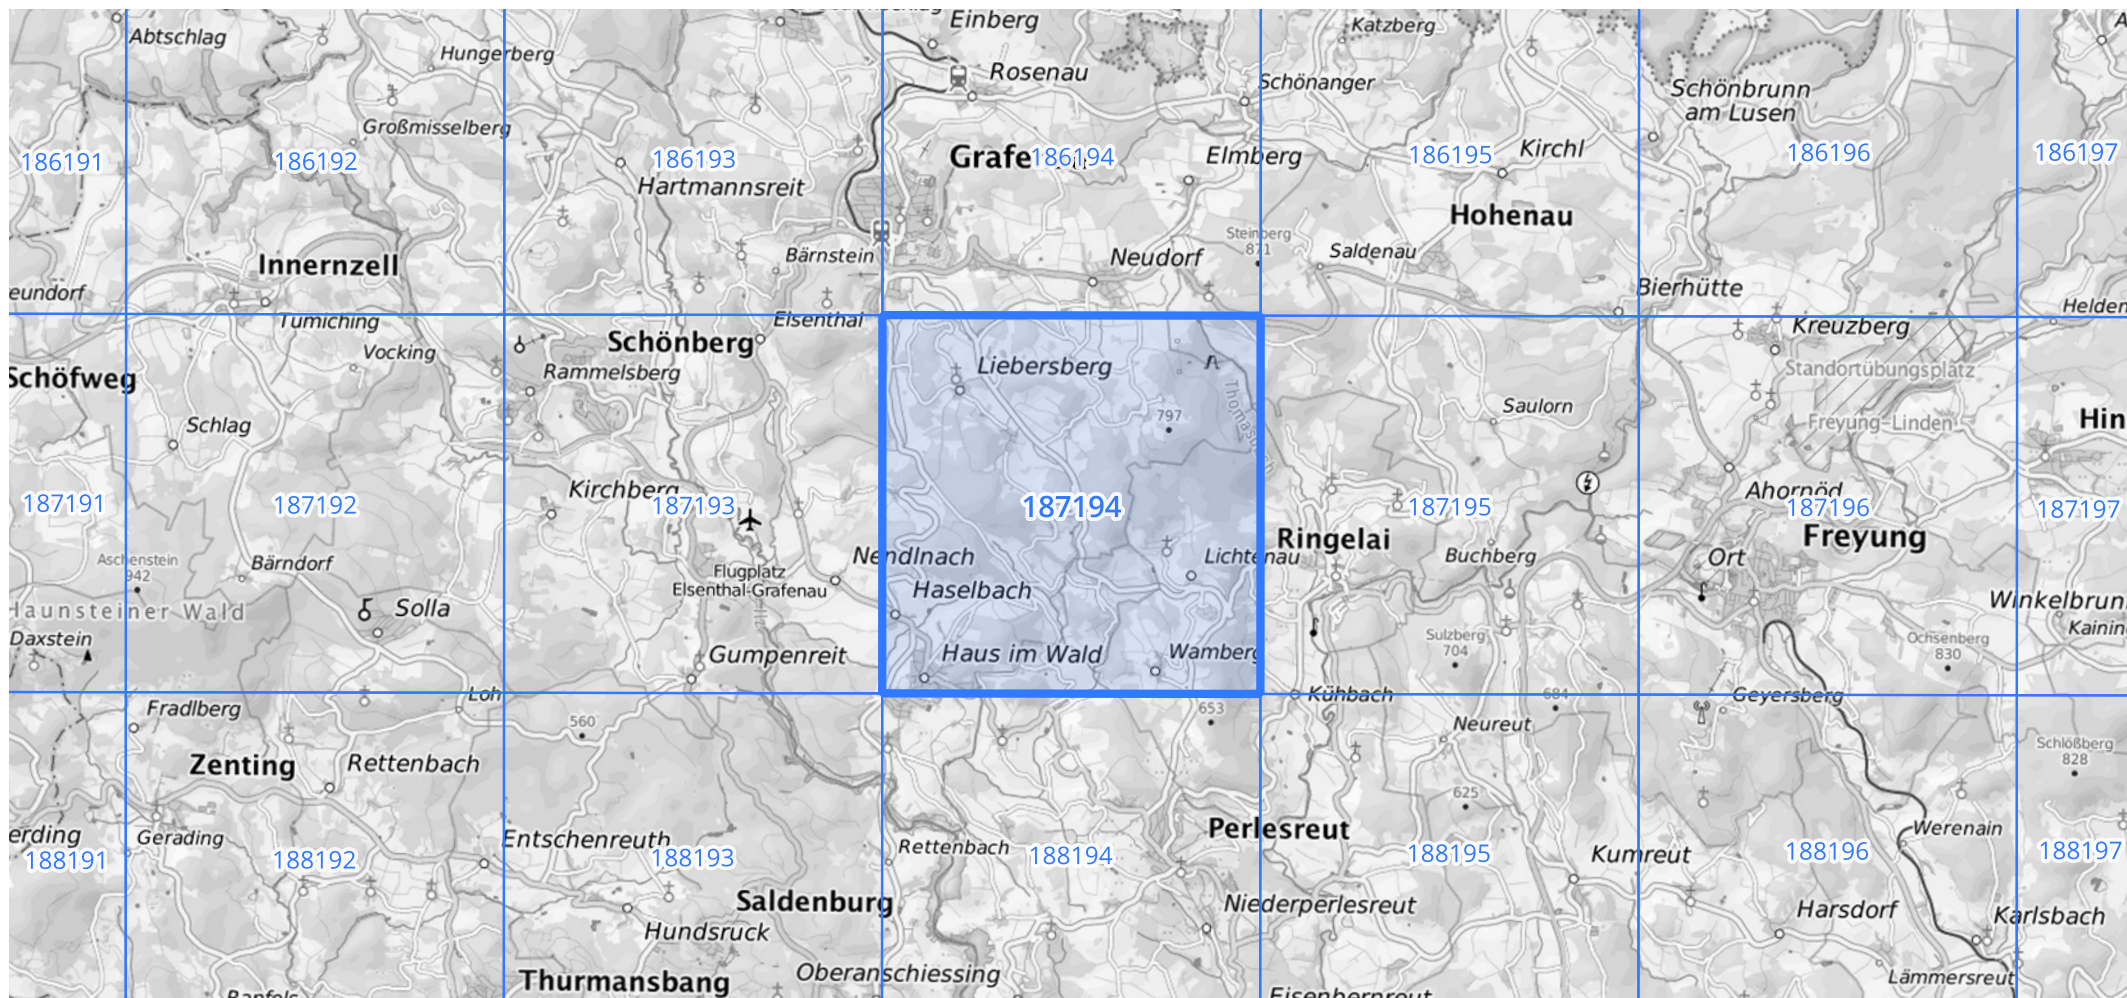 Einberg
Katzberg
Abtschlag
Hungerberg
Rosenau
Schönanger
Schönbrunn
am Lusen
Großmisselberg
186191
186192
186193
Grafe
186194
Elmberg
186195
Kirchl
186196
186197
Hartmannsreit
Hohenau
Steinberg
871
Bärnstein
Neudorf
Saldenau
Innernzell
eundorf
Bierhütte
Helden
Tumiching
Elsenthal
Kreuzberg
Schönberg
Vocking
Rammelsberg
Liebersberg
Standortübungsplatz
Schöfweg
Thomasbach
797
Saulorn
Freyung-Linden
Hin
Schlag
Kirchberg
Ahornöd
187191
187192
187193
187194
187195
187196
187197
Ringelai
Freyung
Aschenstein
942
Bärndorf
Nendlnach
Lichtenau
Buchberg
Ort
Flugplatz
Elsenthal-Grafenau
Haselbach
Haunsteiner Wald
Solla
Winkelbrun
Daxstein
Sulzberg
704
Ochsenberg
830
Kainin
Gumpenreit
Haus im Wald
Wamberg
Loh
Kühbach
684
Geyersberg
Fradlberg
560
653
Neureut
Zenting
Rettenbach
Schlößberg
828
625
erding
Gerading
Entschenreuth
Rettenbach
Perlesreut
Werenain
188191
188192
188193
188194
188195
Kumreut
188196
188197
Saldenburg
Niederperlesreut
Harsdorf
Karlsbach
Hundsruck
Thurmansbang
Oberanschiessing
Lämmersreut